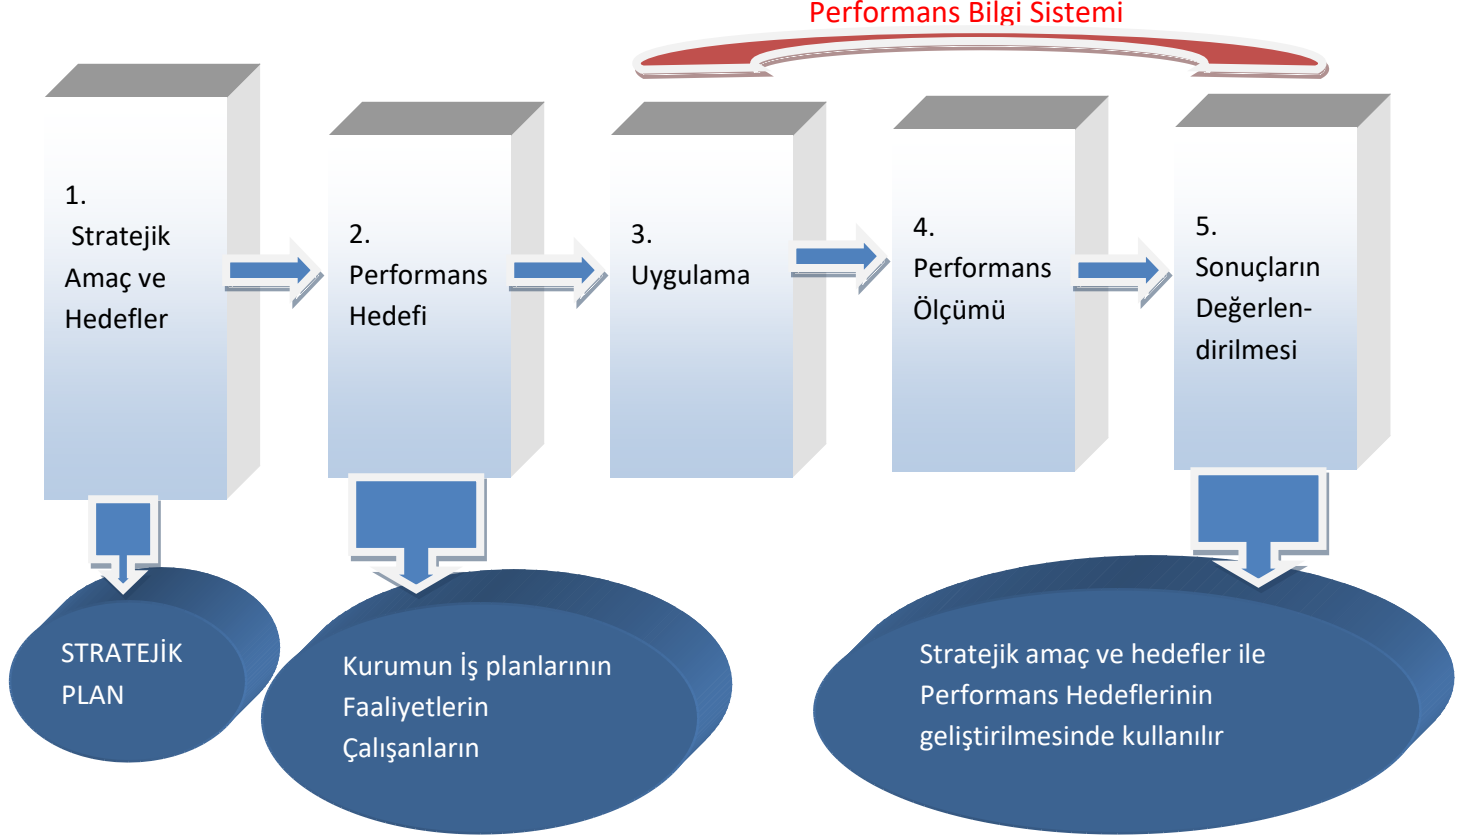 Performans Bilgi Sistemi
1.
Stratejik
Amaç ve
Hedefler
2.
Performans
Hedefi
3.
Uygulama
4.
Performans
Ölçümü
5.
Sonuçların
Değerlen-
dirilmesi
STRATEJİK
PLAN
Kurumun İş planlarının
Faaliyetlerin
Çalışanların
Stratejik amaç ve hedefler ile
Performans Hedeflerinin
geliştirilmesinde kullanılır